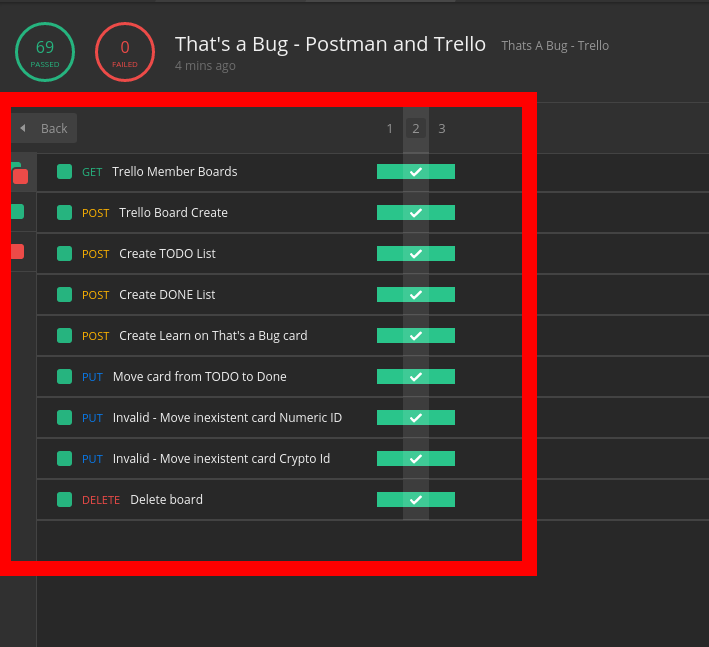 69
PASSED
0
FAILED
That's a Bug - Postman and Trello Thats A Bug - Trello
4 mins ago
Back 1 2 3
GET Trello Member Boards
POST Trello Board Create
POST Create TODO List
POST Create DONE List
POST Create Learn on That's a Bug card
PUT Move card from TODO to Done
PUT Invalid - Move inexistent card Numeric ID
PUT Invalid - Move inexistent card Crypto Id
DELETE Delete board